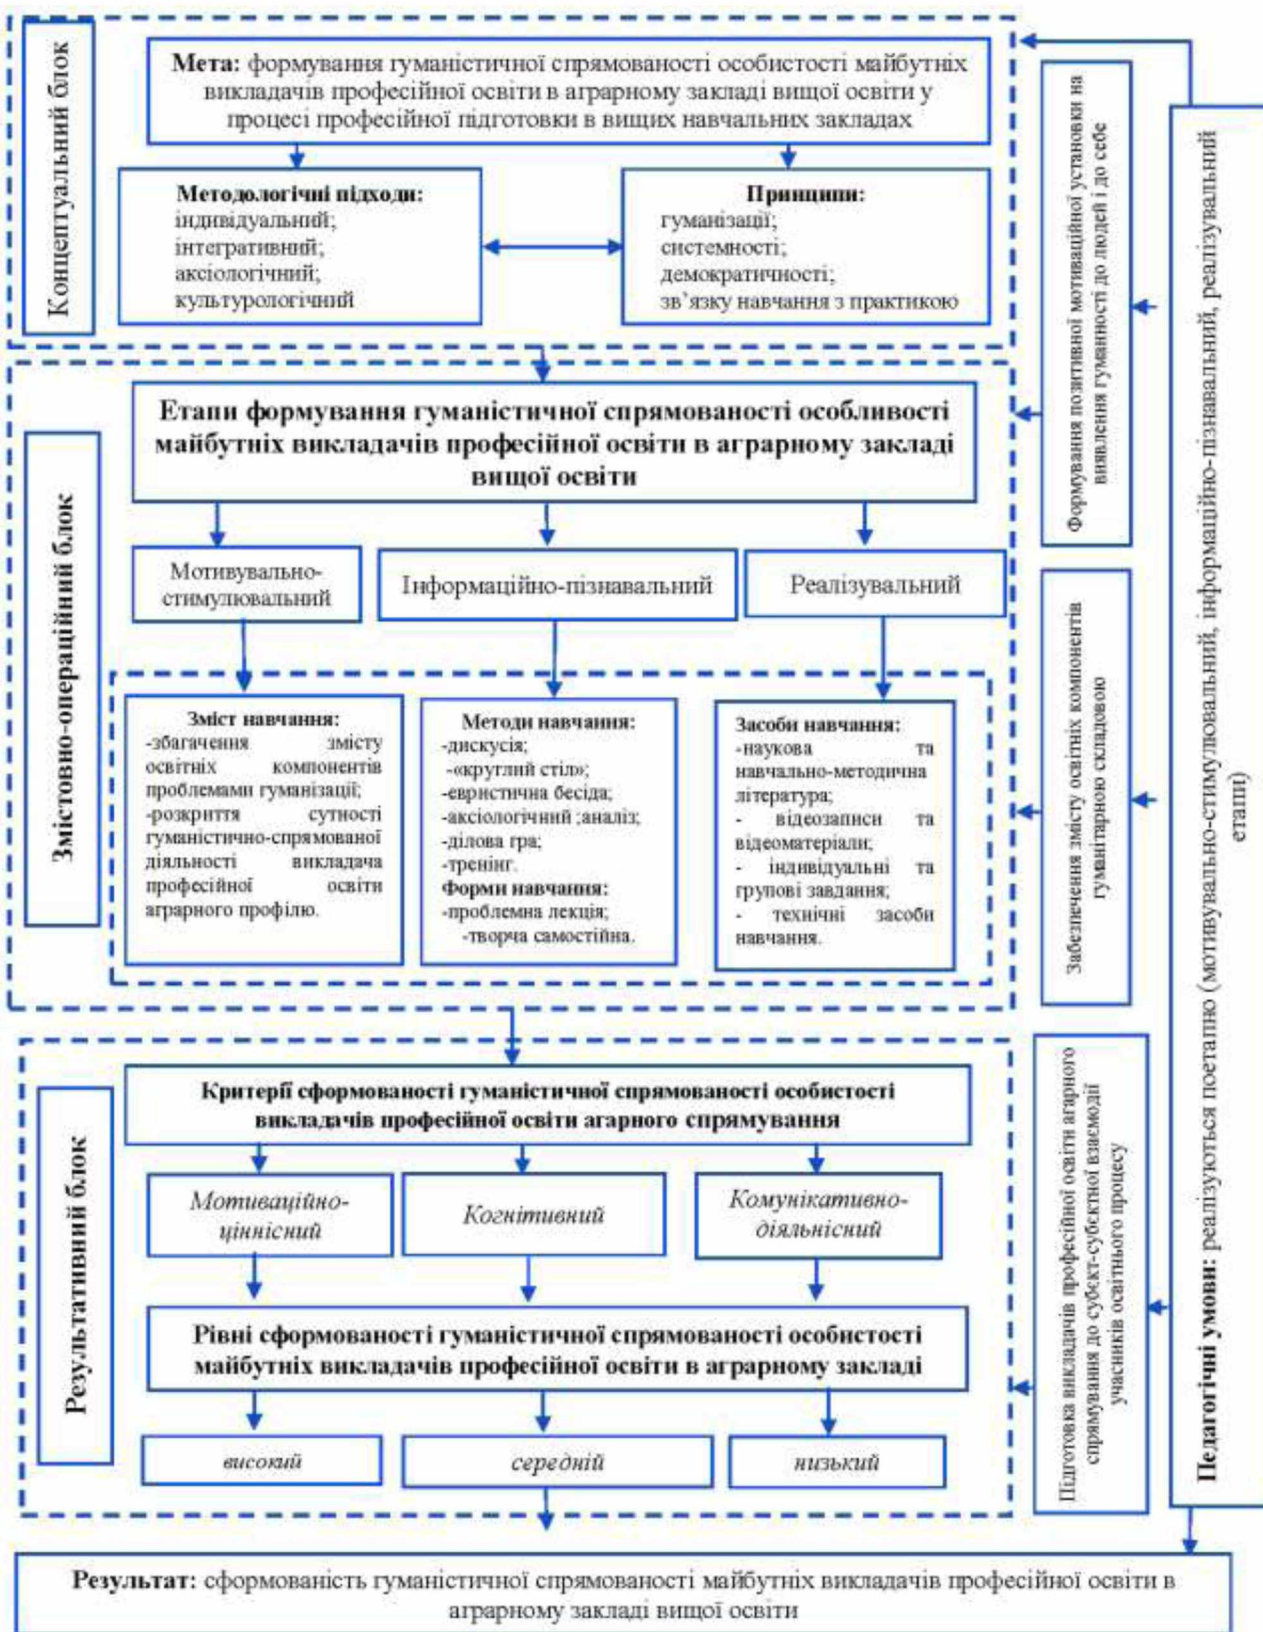 Концептуальний блок
Мета: формування гуманістичної спрямованості особистості майбутніх
викладачів професійної освіти в аграрному закладі вищої освіти у
процесі професійної підготовки в вищих навчальних закладах
Методологічні підходи:
індивідуальний;
інтегративний;
аксіологічний;
культурологічний
Принципи:
гуманізації;
системності;
демократичності;
зв’язку навчання з практикою
Змістовно-операційний блок
Етапи формування гуманістичної спрямованості особливості
майбутніх викладачів професійної освіти в аграрному закладі
вищої освіти
Мотивувально-
стимулювальний
Інформаційно-пізнавальний
Реалізувальний
Зміст навчання:
-збагачення змісту
освітніх компонентів
проблемами гуманізації;
-розкриття сутності
гуманістично-спрямованої
діяльності викладача
професійної освіти
аграрного профілю.
Методи навчання:
-дискусія;
-«круглий стіл»;
-евристична бесіда;
-аксіологічний ;аналіз;
-ділова гра;
-тренінг.
Форми навчання:
-проблемна лекція;
-творча самостійна.
Засоби навчання:
-наукова та
навчально-методична
література;
- відеозаписи та
відеоматеріали;
- індивідуальні та
групові завдання;
- технічні засоби
навчання.
Результативний блок
Критерії сформованості гуманістичної спрямованості особистості
викладачів професійної освіти агарного спрямування
Мотиваційно-
ціннісний
Когнітивний
Комунікативно-
діяльнісний
Рівні сформованості гуманістичної спрямованості особистості
майбутніх викладачів професійної освіти в аграрному закладі
високий
середній
низький
Формування позитивної мотиваційної установки на
виявлення гуманності до людей і до себе
Забезпечення змісту освітніх компонентів
гуманітарною складовою
Підготовка викладачів професійної освіти агарного
спрямування до субєкт-субєктної взаємодії
учасників освітнього процесу
Педагогічні умови: реалізуються поетапно (мотивувально-стимулювальний, інформаційно-пізнавальний, реалізувальний
етапи)
Результат: сформованість гуманістичної спрямованості майбутніх викладачів професійної освіти в
аграрному закладі вищої освіти